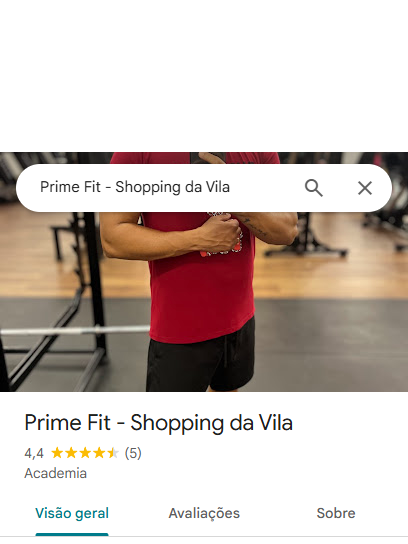 Prime Fit - Shopping da Vila
Prime Fit - Shopping da Vila
4,4 (5)
Academia
Visão geral Avaliações Sobre